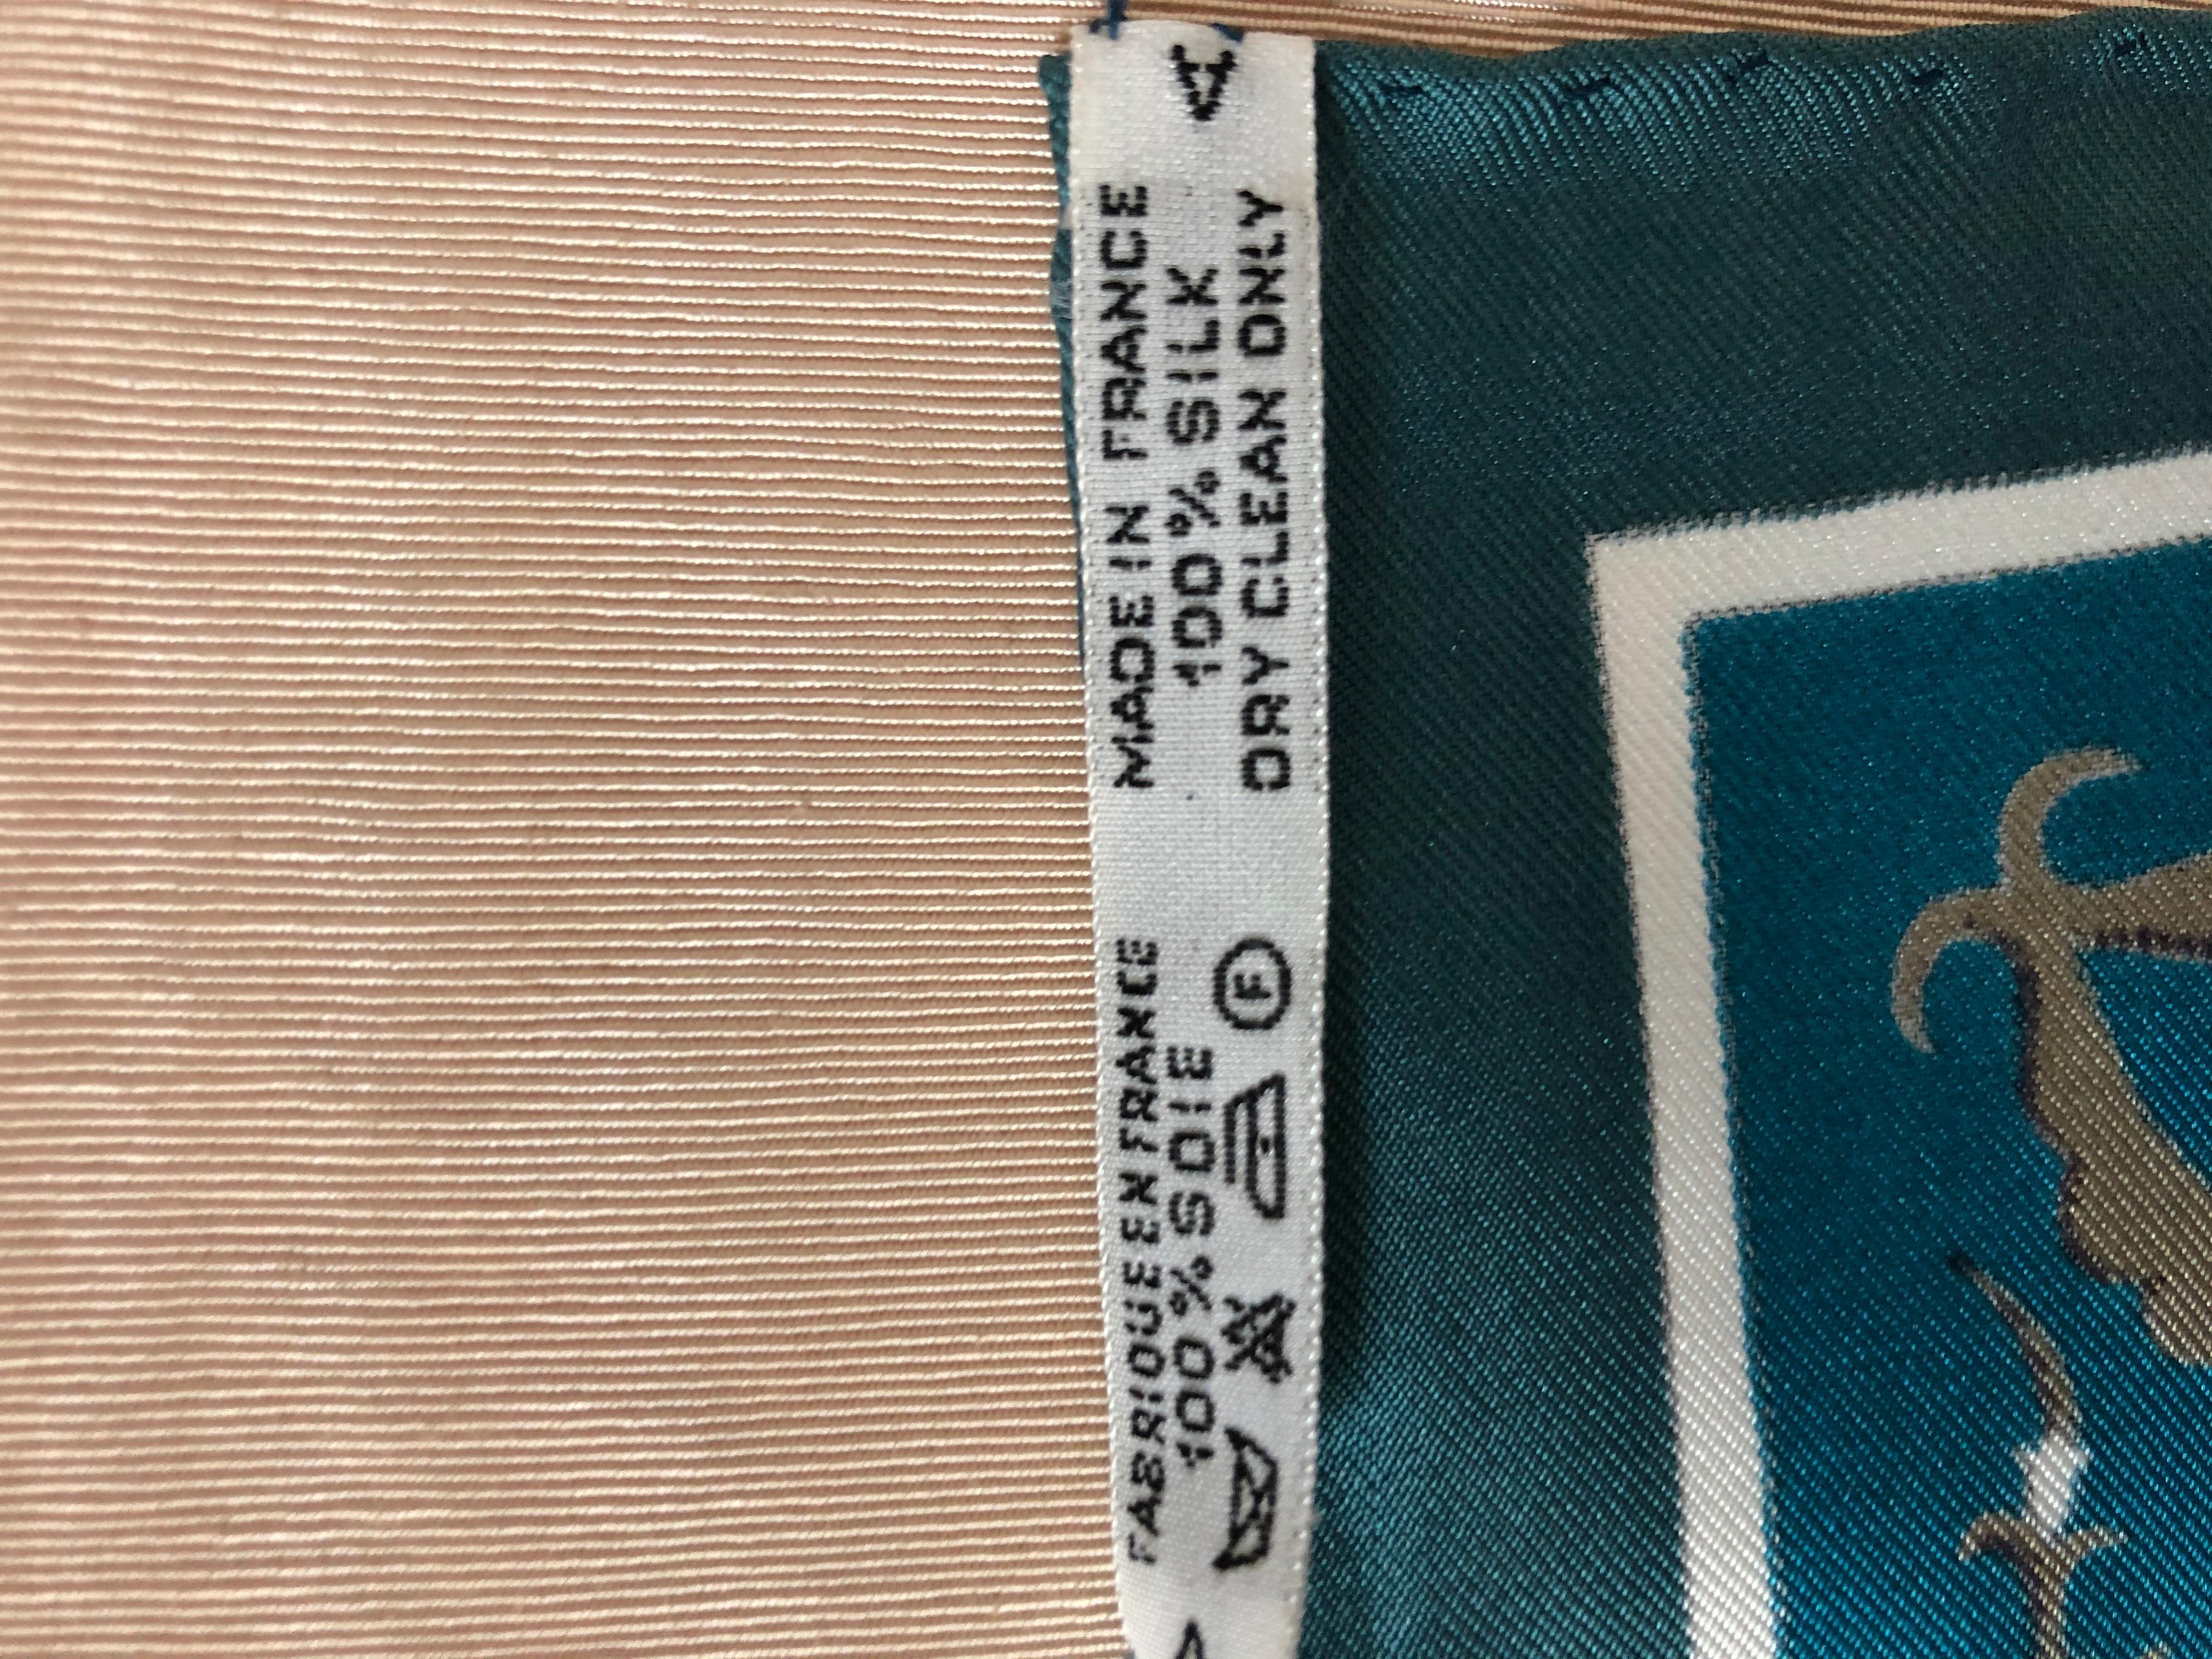 FABRIQUE EN FRANCE
100% SOIE
F
MADE IN FRANCE
100% SILK
DRY CLEAN ONLY
A